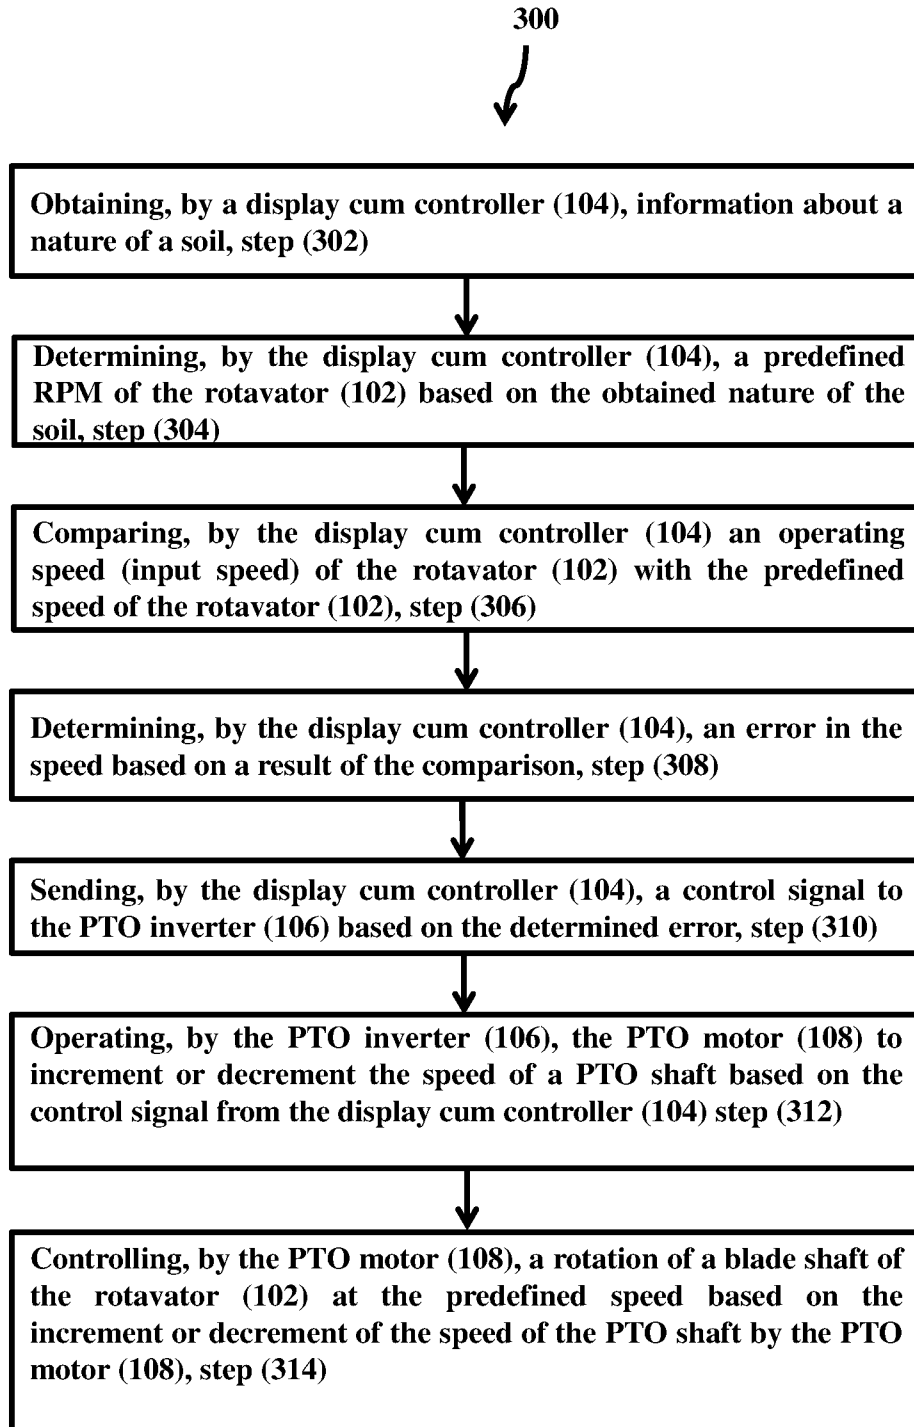 300
Obtaining, by a display cum controller (104), information about a
nature of a soil, step (302)
Determining, by the display cum controller (104), a predefined
RPM of the rotavator (102) based on the obtained nature of the
soil, step (304)
Comparing, by the display cum controller (104) an operating
speed (input speed) of the rotavator (102) with the predefined
speed of the rotavator (102), step (306)
Determining, by the display cum controller (104), an error in the
speed based on a result of the comparison, step (308)
Sending, by the display cum controller (104), a control signal to
the PTO inverter (106) based on the determined error, step (310)
Operating, by the PTO inverter (106), the PTO motor (108) to
increment or decrement the speed of a PTO shaft based on the
control signal from the display cum controller (104) step (312)
Controlling, by the PTO motor (108), a rotation of a blade shaft of
the rotavator (102) at the predefined speed based on the
increment or decrement of the speed of the PTO shaft by the PTO
motor (108), step (314)